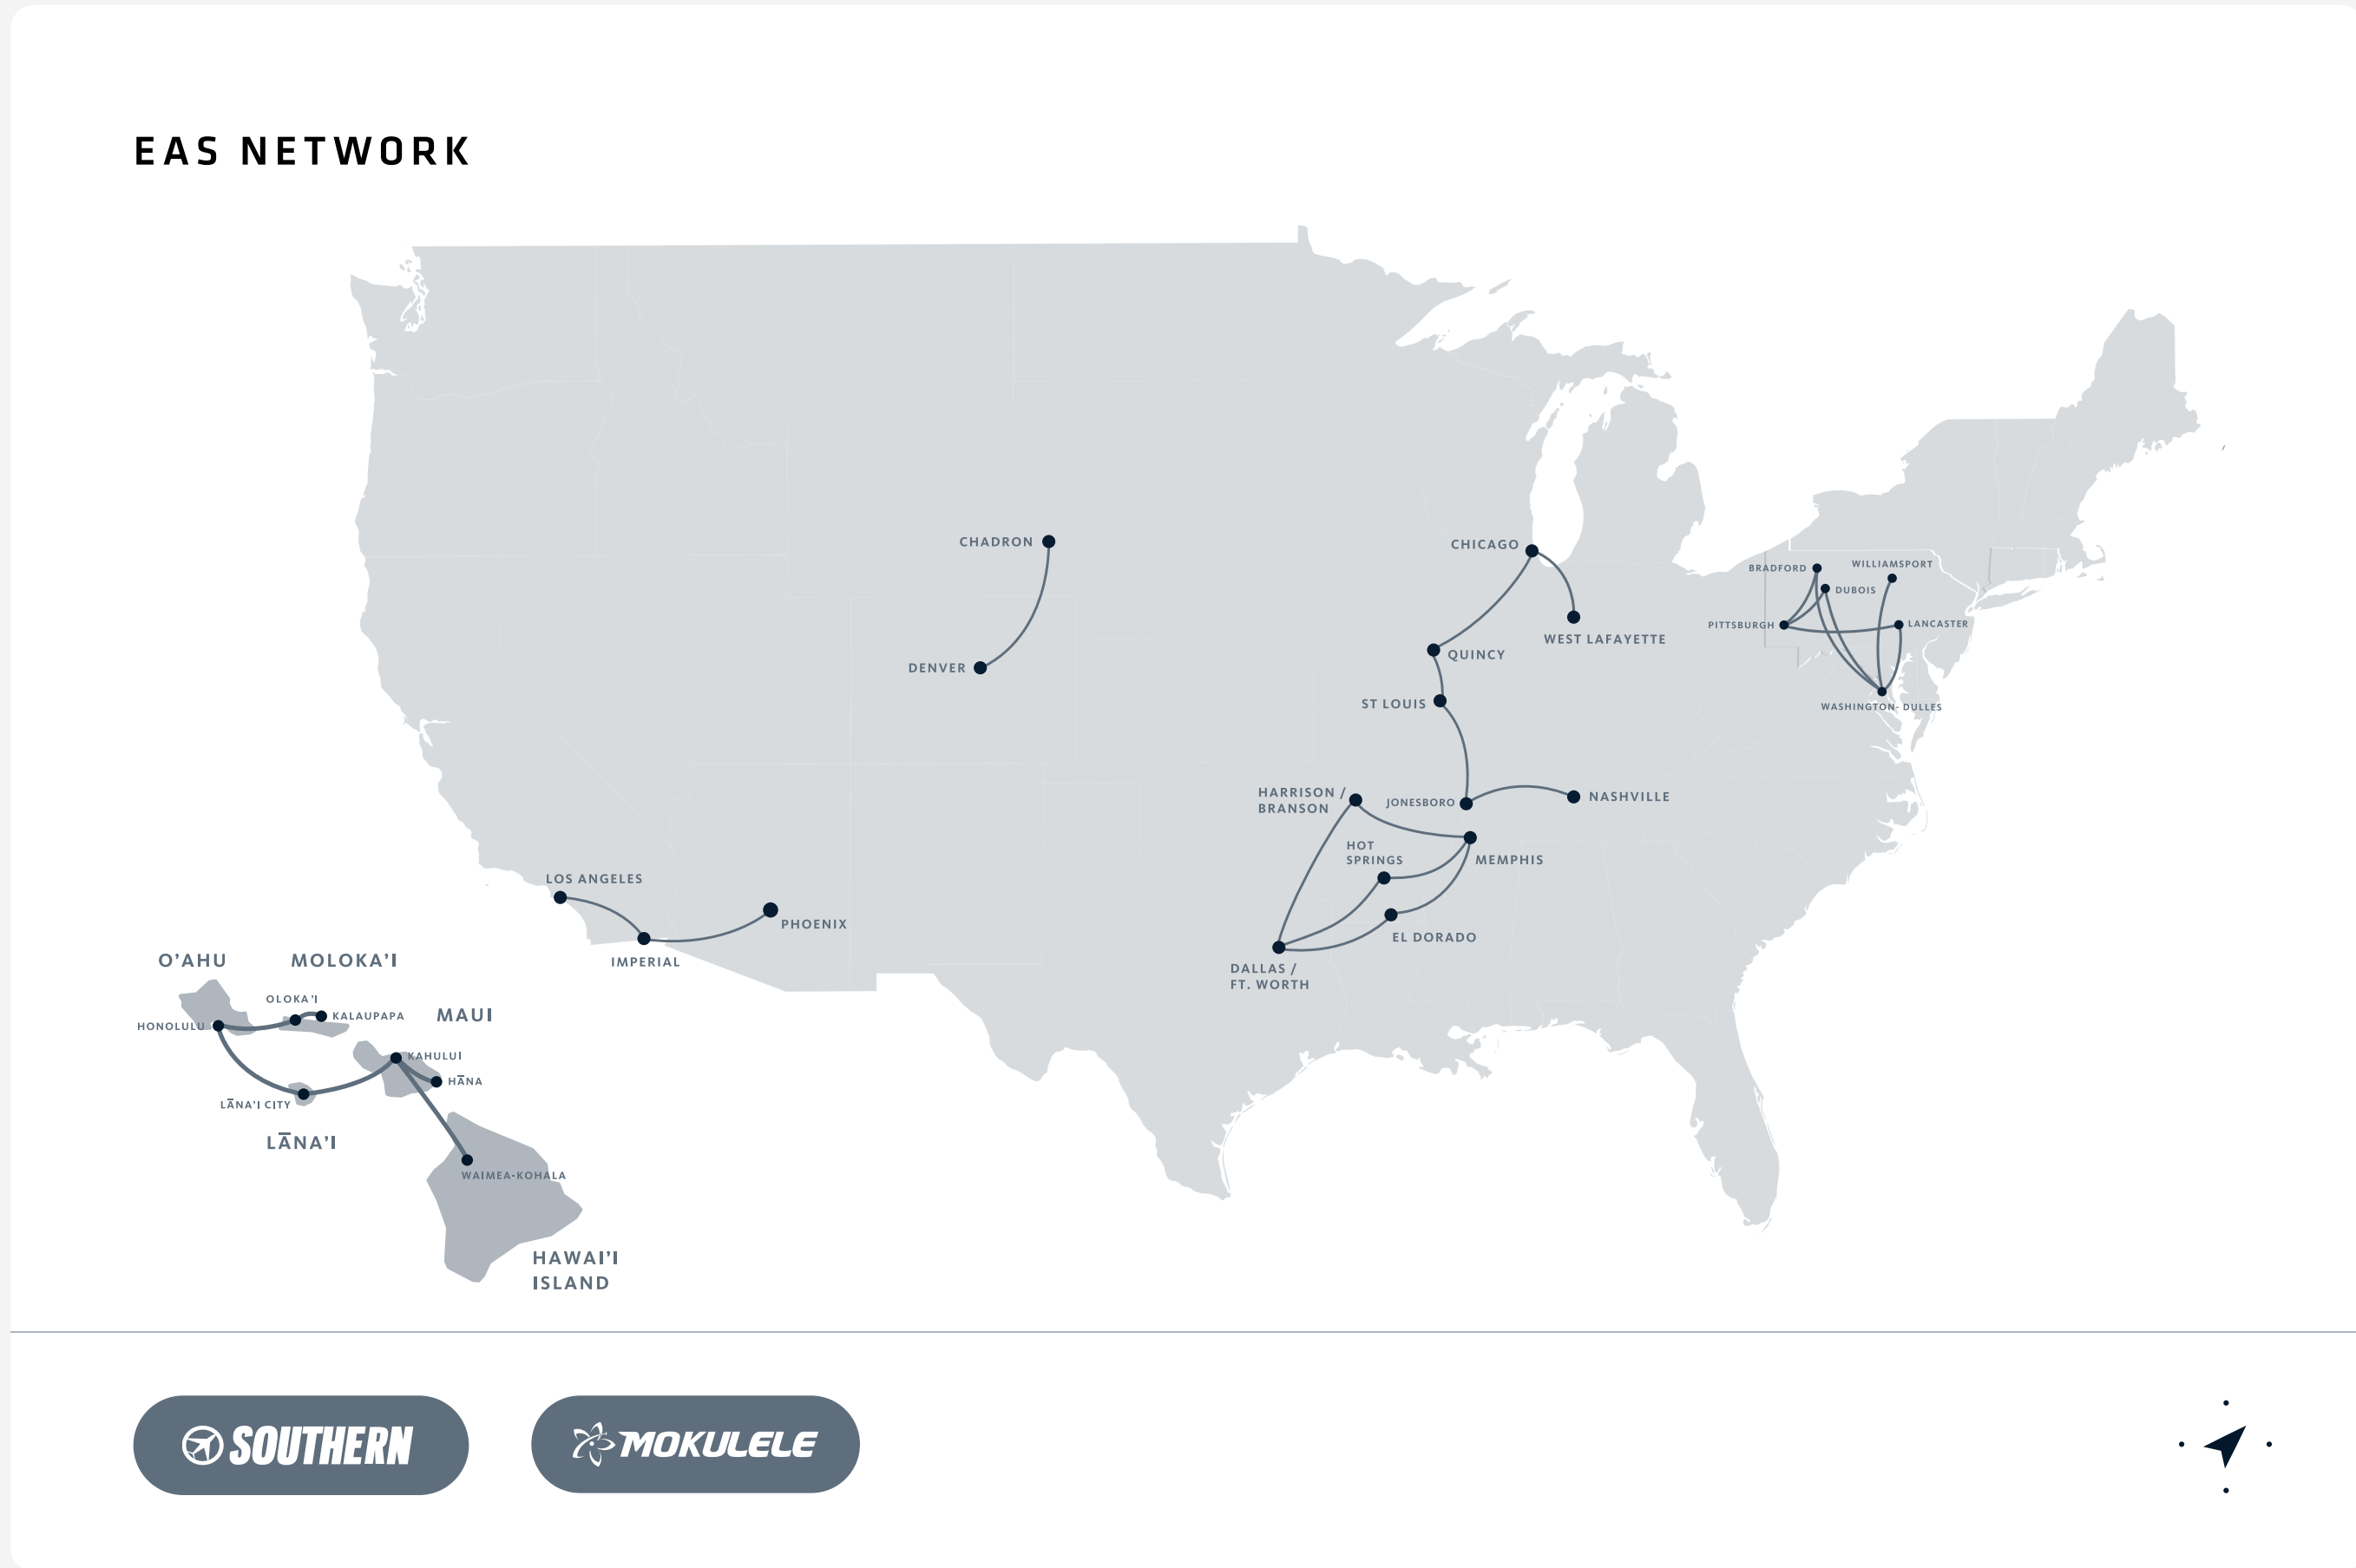 EAS NETWORK
CHADRON
DENVER
CHICAGO
WEST LAFAYETTE
QUINCY
ST LOUIS
BRADFORD
WILLIAMSPORT
DUBOIS
PITTSBURGH
LANCASTER
WASHINGTON- DULLES
HARRISON /
BRANSON
JONESBORO
NASHVILLE
HOT
SPRINGS
MEMPHIS
EL DORADO
DALLAS /
FT. WORTH
LOS ANGELES
PHOENIX
IMPERIAL
O’AHU
MOLOKA’I
OLOKA’I
KALAUPAPA
HONOLULU
MAUI
KAHULUI
HĀNA
LĀNA’I CITY
LĀNA’I
WAIMEA-KOHALA
HAWAI’I
ISLAND
SOUTHERN
MOKULELE